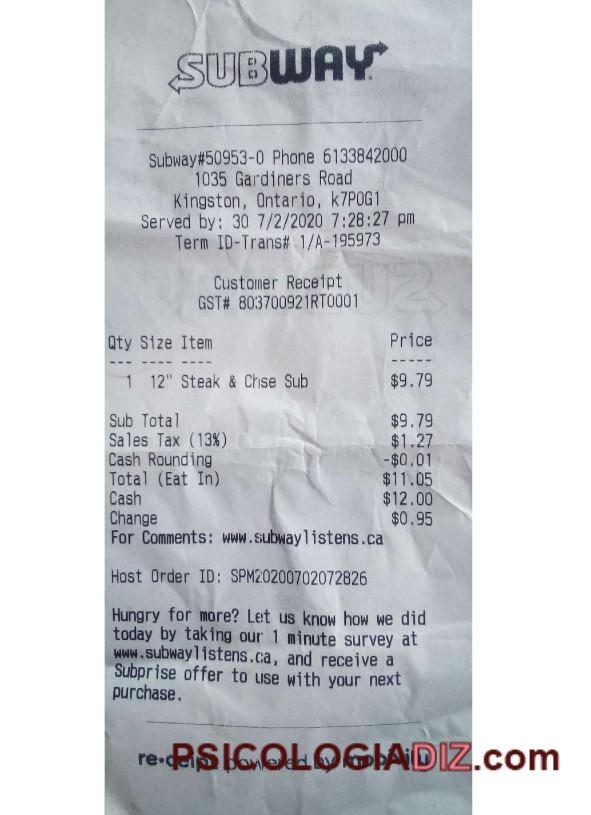 SUBWAY
Subway#50953-0 Phone 6133842000
1035 Gardiners Road
Kingston, Ontario, k7P0G1
Served by: 30 7/2/2020 7:28:27 pm
Term ID-Trans# 1/A-195973
Customer Receipt
GST# 803700921RT0001
Qty Size Item Price
--- ---- ---- -----
1 12" Steak & Chse Sub $9.79
Sub Total $9.79
Sales Tax (13%) $1.27
Cash Rounding -$0.01
Total (Eat In) $11.05
Cash $12.00
Change $0.95
For Comments: www.subwaylistens.ca
Host Order ID: SPM20200702072826
Hungry for more? Let us know how we did
today by taking our 1 minute survey at
www.subwaylistens.ca, and receive a
Subprise offer to use with your next
purchase.
PSICOLOGIADIZ.com
powered by